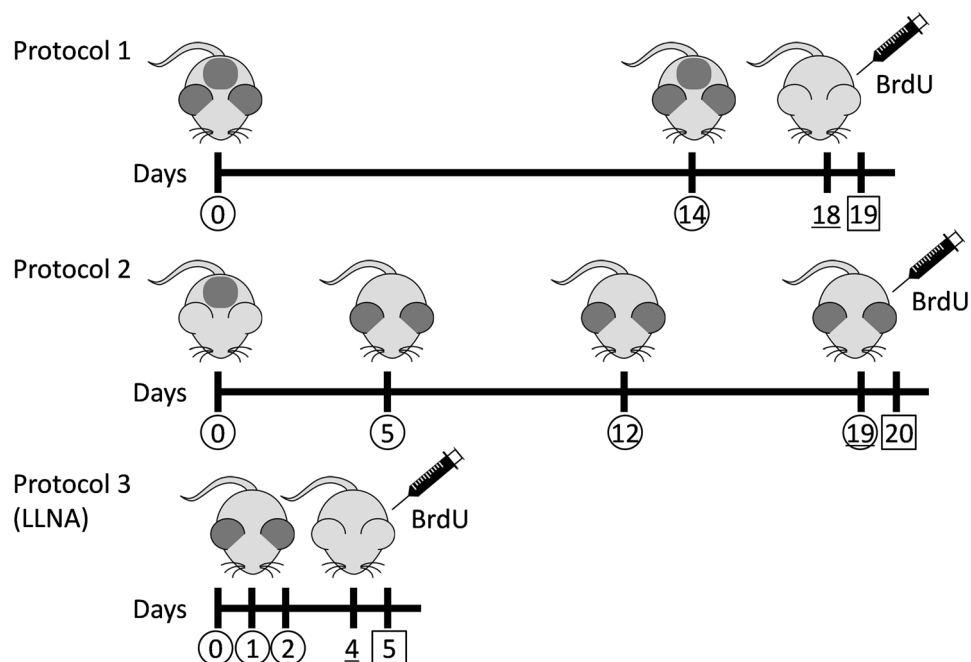 Protocol 1
BrdU
Days
0 14 18 19
Protocol 2
BrdU
Days
0 5 12 19 20
Protocol 3
(LLNA)
BrdU
Days
0 1 2 4 5